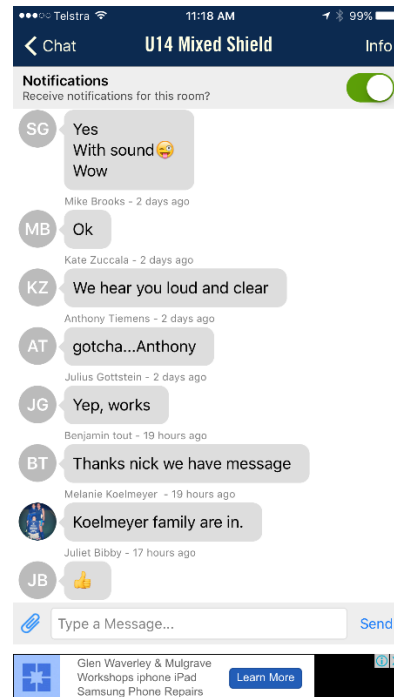 Telstra 11:18 AM 99%
Chat U14 Mixed Shield Info
Notifications
Receive notifications for this room?
SG
Yes
With sound😜
Wow
Mike Brooks - 2 days ago
MB
Ok
Kate Zuccala - 2 days ago
KZ
We hear you loud and clear
Anthony Tiemens - 2 days ago
AT
gotcha...Anthony
Julius Gottstein - 2 days ago
JG
Yep, works
Benjamin tout - 19 hours ago
BT
Thanks nick we have message
Melanie Koelmeyer - 19 hours ago
Koelmeyer family are in.
Juliet Bibby - 17 hours ago
JB
👍
Type a Message... Send
Glen Waverley & Mulgrave
Workshops iphone iPad
Samsung Phone Repairs
Learn More